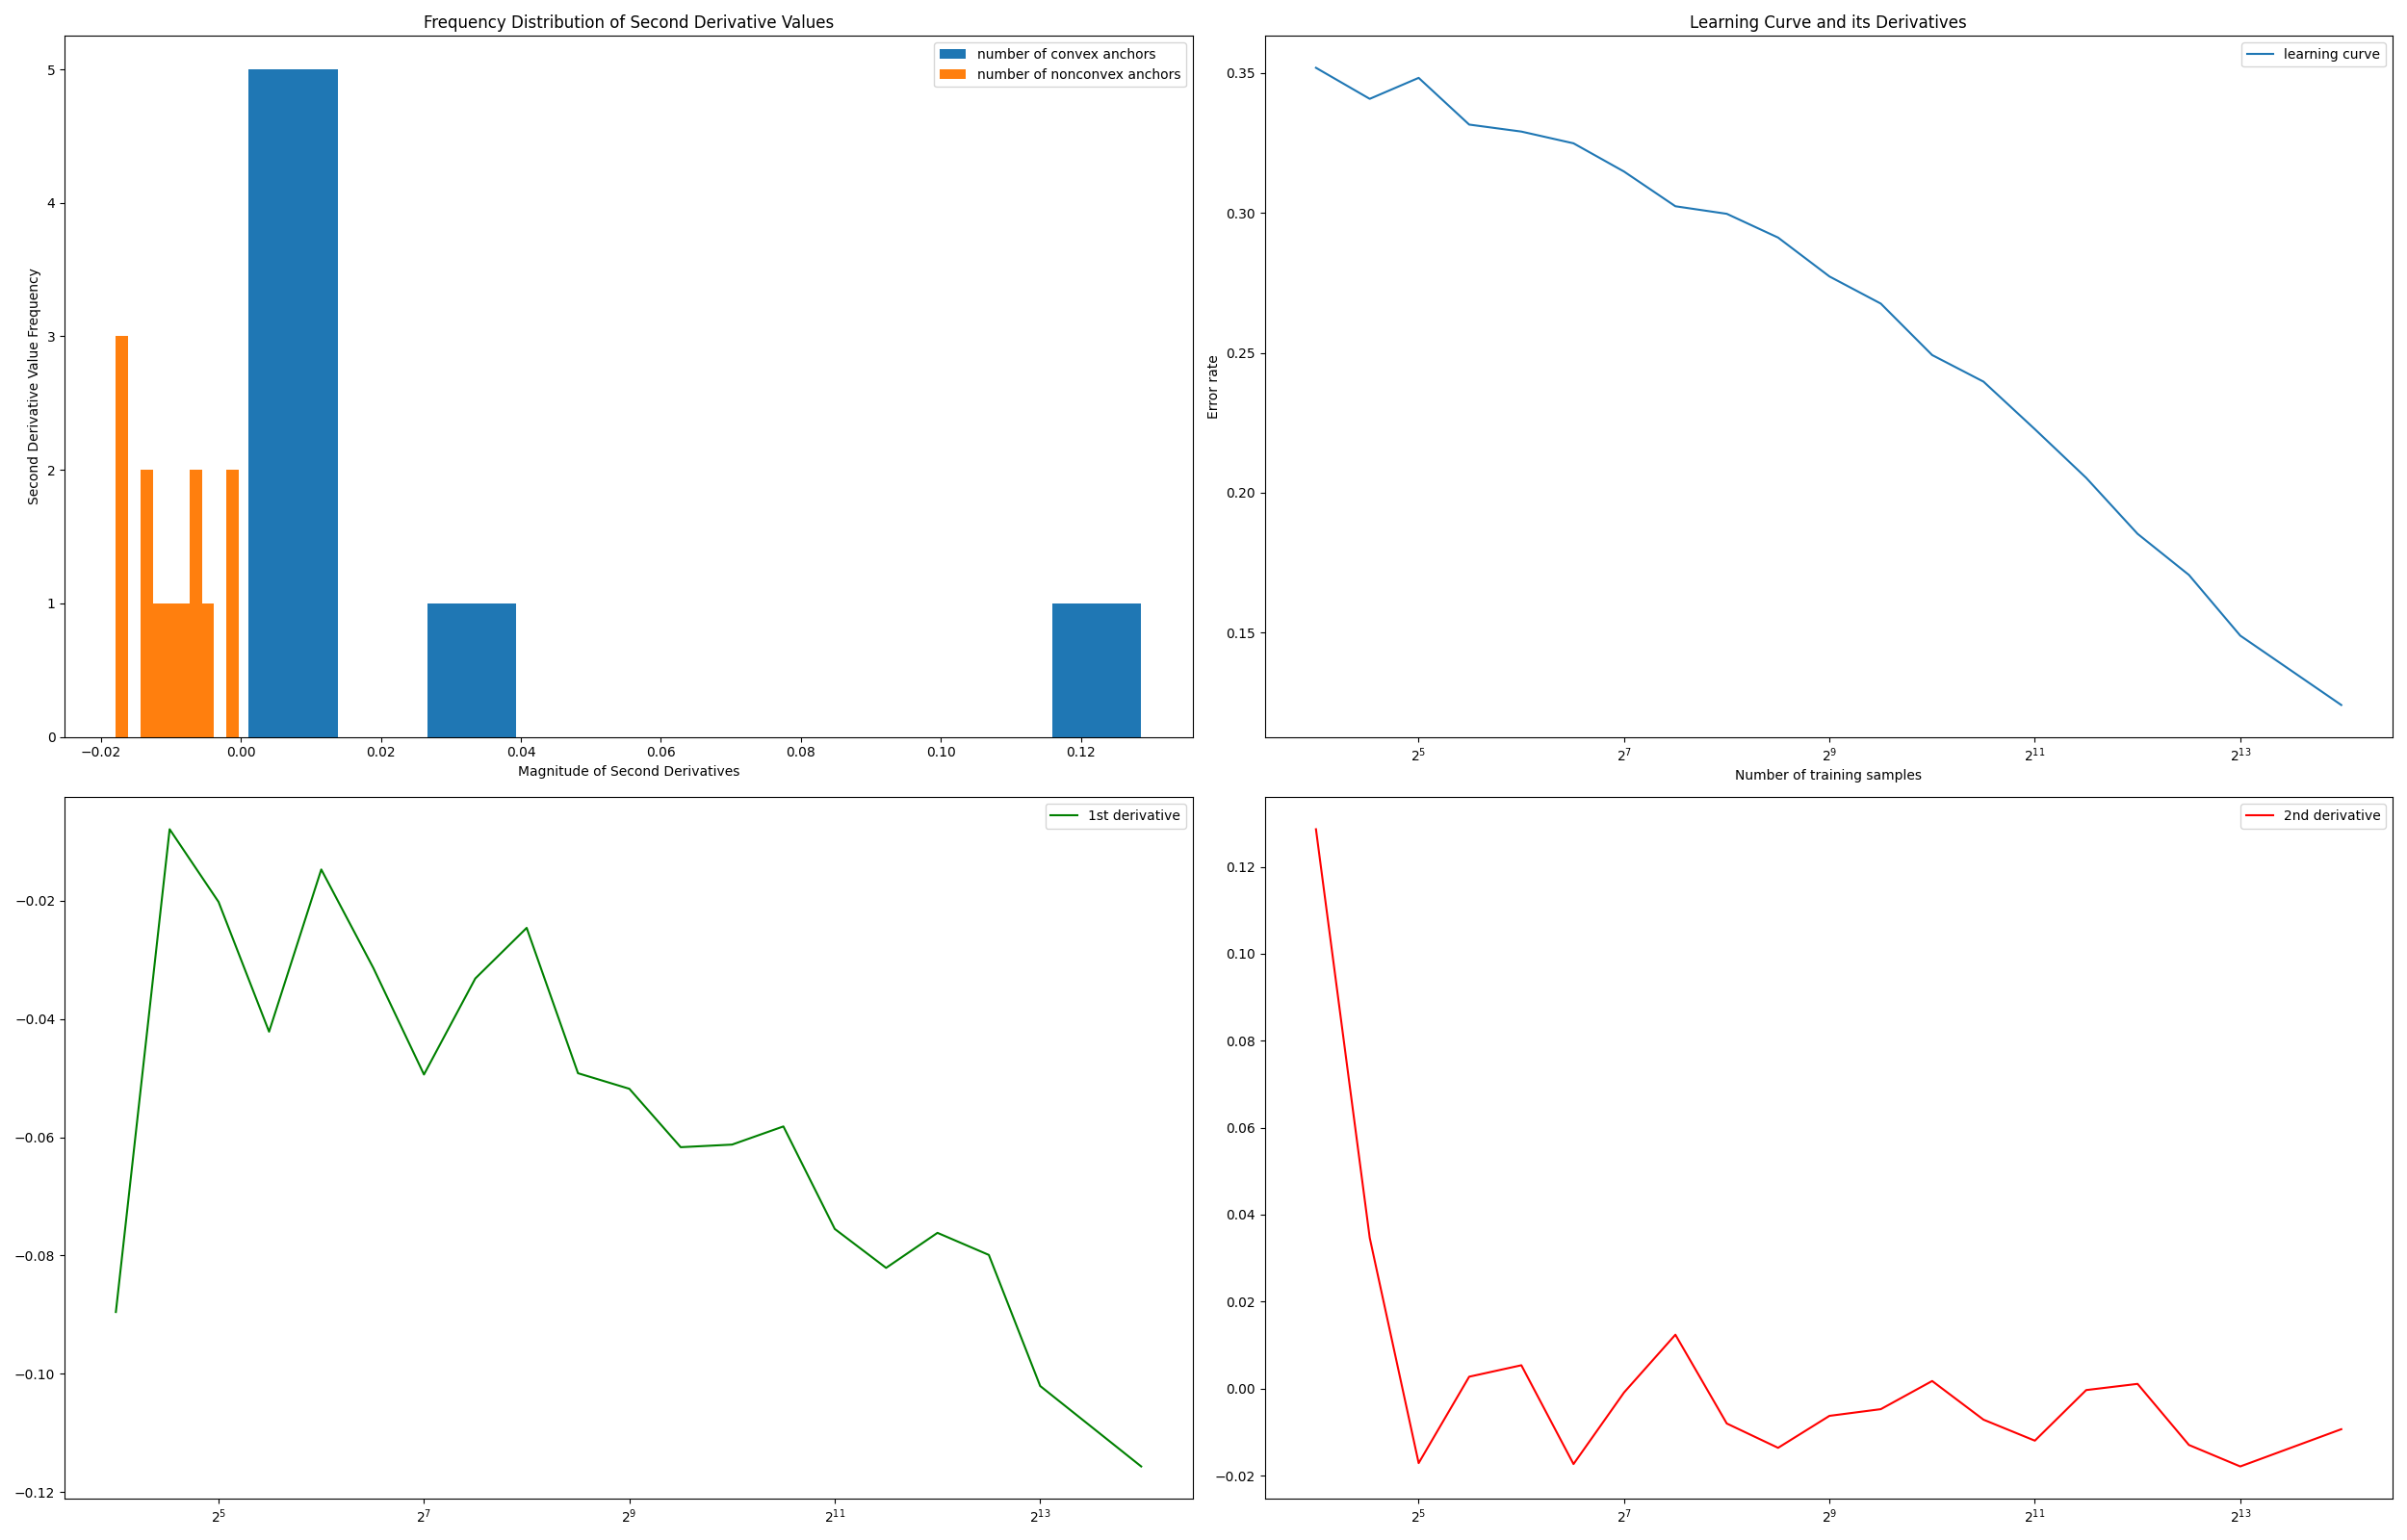 Frequency Distribution of Second Derivative Values
number of convex anchors
number of nonconvex anchors
Second Derivative Value Frequency
5
4
3
2
1
0
−0.02 0.00 0.02 0.04 0.06 0.08 0.10 0.12
Magnitude of Second Derivatives
Learning Curve and its Derivatives
learning curve
Error rate
0.35
0.30
0.25
0.20
0.15
2^5 2^7 2^9 2^11 2^13
Number of training samples
1st derivative
−0.02
−0.04
−0.06
−0.08
−0.10
−0.12
2^5 2^7 2^9 2^11 2^13
2nd derivative
0.12
0.10
0.08
0.06
0.04
0.02
0.00
−0.02
2^5 2^7 2^9 2^11 2^13